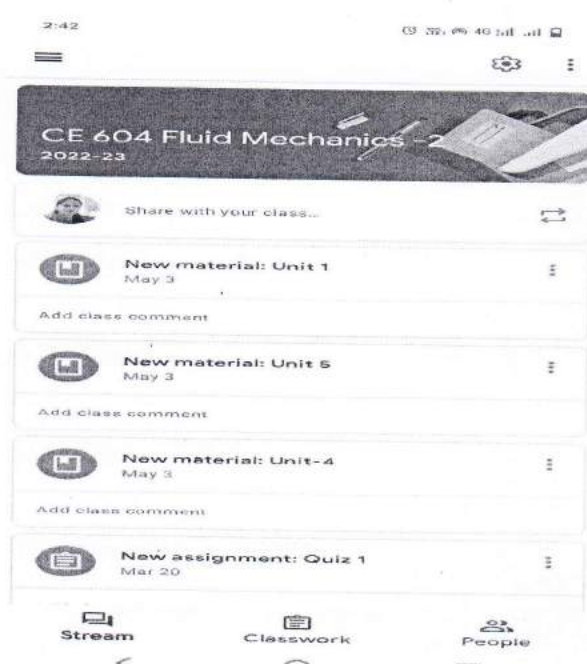 2:42
4G
CE 604 Fluid Mechanics -2
2022-23
Share with your class...
New material: Unit 1
May 3
Add class comment
New material: Unit 5
May 3
Add class comment
New material: Unit-4
May 3
Add class comment
New assignment: Quiz 1
Mar 20
Stream
Classwork
People